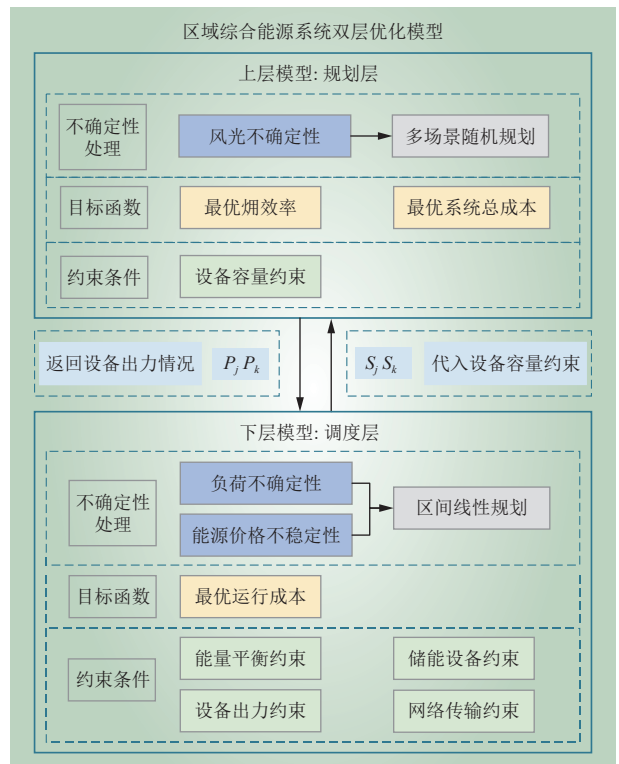 区域综合能源系统双层优化模型
上层模型: 规划层
不确定性
处理
风光不确定性
多场景随机规划
目标函数
最优㶲效率
最优系统总成本
约束条件
设备容量约束
返回设备出力情况
P_j P_k
S_j S_k
代入设备容量约束
下层模型: 调度层
不确定性
处理
负荷不确定性
能源价格不稳定性
区间线性规划
目标函数
最优运行成本
约束条件
能量平衡约束
储能设备约束
设备出力约束
网络传输约束